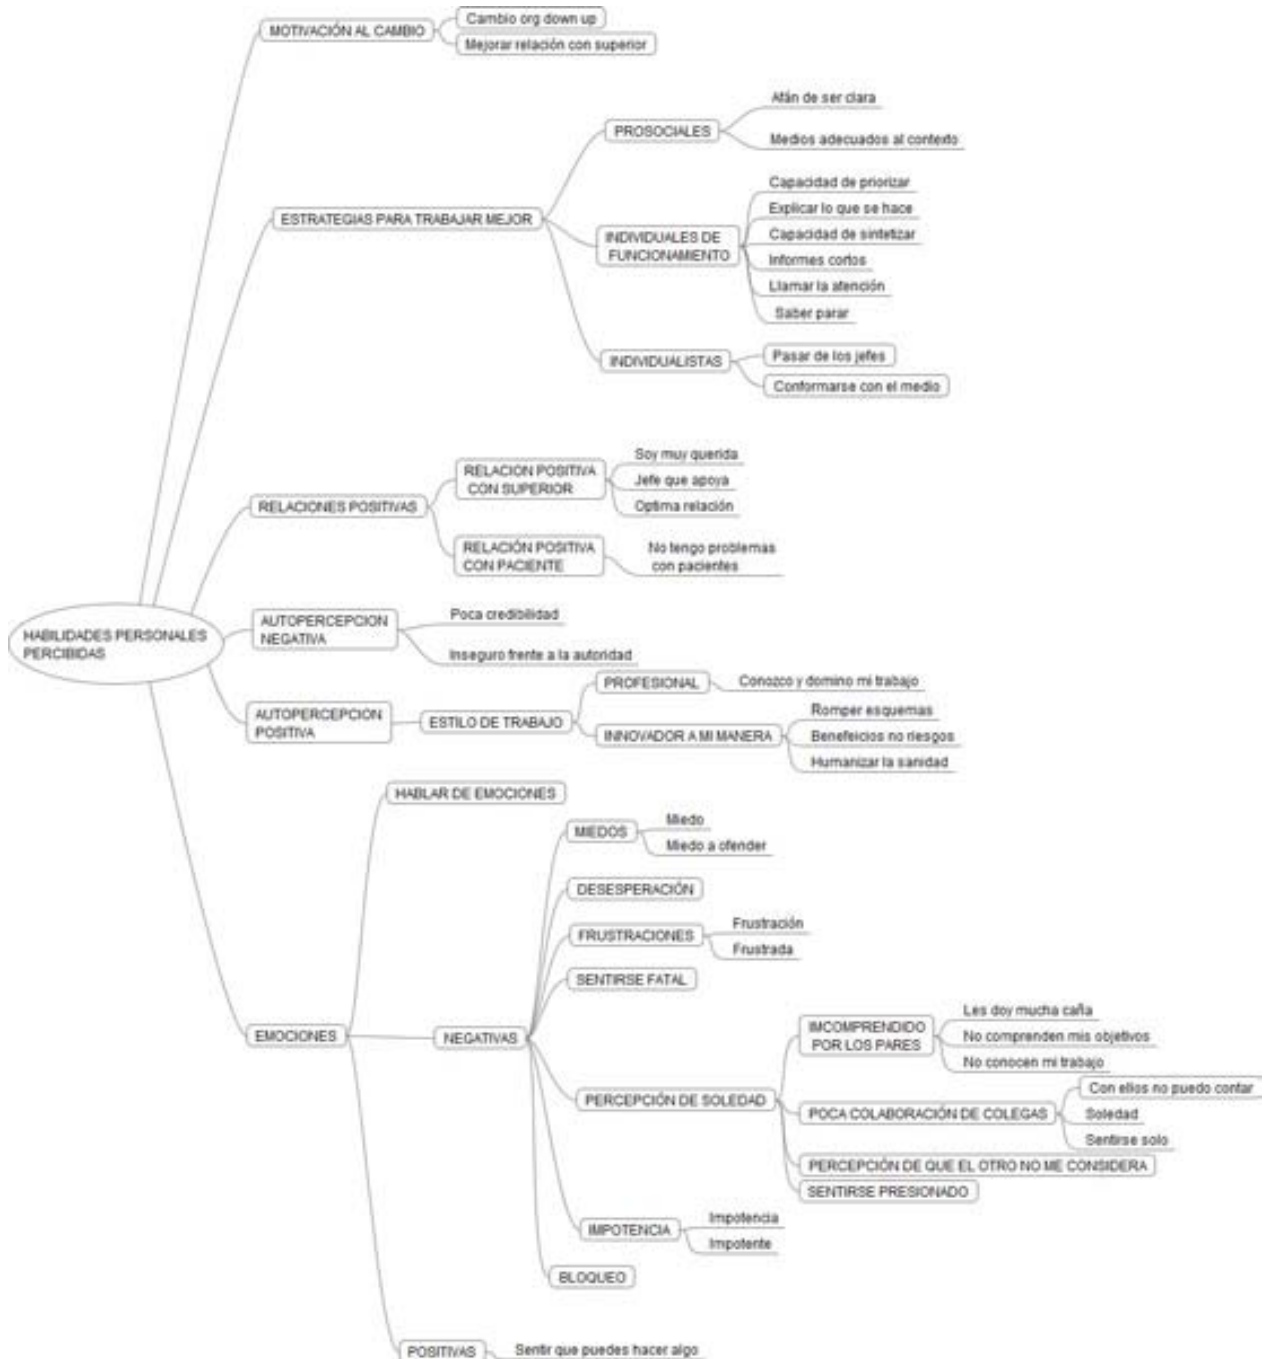 MOTIVACIÓN AL CAMBIO
Cambio org down up
Mejorar relación con superior
ESTRATEGIAS PARA TRABAJAR MEJOR
PROSOCIALES
Afán de ser clara
Medios adecuados al contexto
INDIVIDUALES DE
FUNCIONAMIENTO
Capacidad de priorizar
Explicar lo que se hace
Capacidad de sintetizar
Informes cortos
Llamar la atención
Saber parar
INDIVIDUALISTAS
Pasar de los jefes
Conformarse con el medio
RELACIONES POSITIVAS
RELACION POSITIVA
CON SUPERIOR
Soy muy querida
Jefe que apoya
Optima relación
RELACIÓN POSITIVA
CON PACIENTE
No tengo problemas
con pacientes
HABILIDADES PERSONALES
PERCIBIDAS
AUTOPERCEPCION
NEGATIVA
Poca credibilidad
Inseguro frente a la autoridad
AUTOPERCEPCION
POSITIVA
ESTILO DE TRABAJO
PROFESIONAL
Conozco y domino mi trabajo
INNOVADOR A MI MANERA
Romper esquemas
Benefeicios no riesgos
Humanizar la sanidad
EMOCIONES
HABLAR DE EMOCIONES
NEGATIVAS
MIEDOS
Miedo
Miedo a ofender
DESESPERACIÓN
FRUSTRACIONES
Frustración
Frustrada
SENTIRSE FATAL
PERCEPCIÓN DE SOLEDAD
IMCOMPRENDIDO
POR LOS PARES
Les doy mucha caña
No comprenden mis objetivos
No conocen mi trabajo
POCA COLABORACIÓN DE COLEGAS
Con ellos no puedo contar
Soledad
Sentirse solo
PERCEPCIÓN DE QUE EL OTRO NO ME CONSIDERA
SENTIRSE PRESIONADO
IMPOTENCIA
Impotencia
Impotente
BLOQUEO
POSITIVAS
Sentir que puedes hacer algo